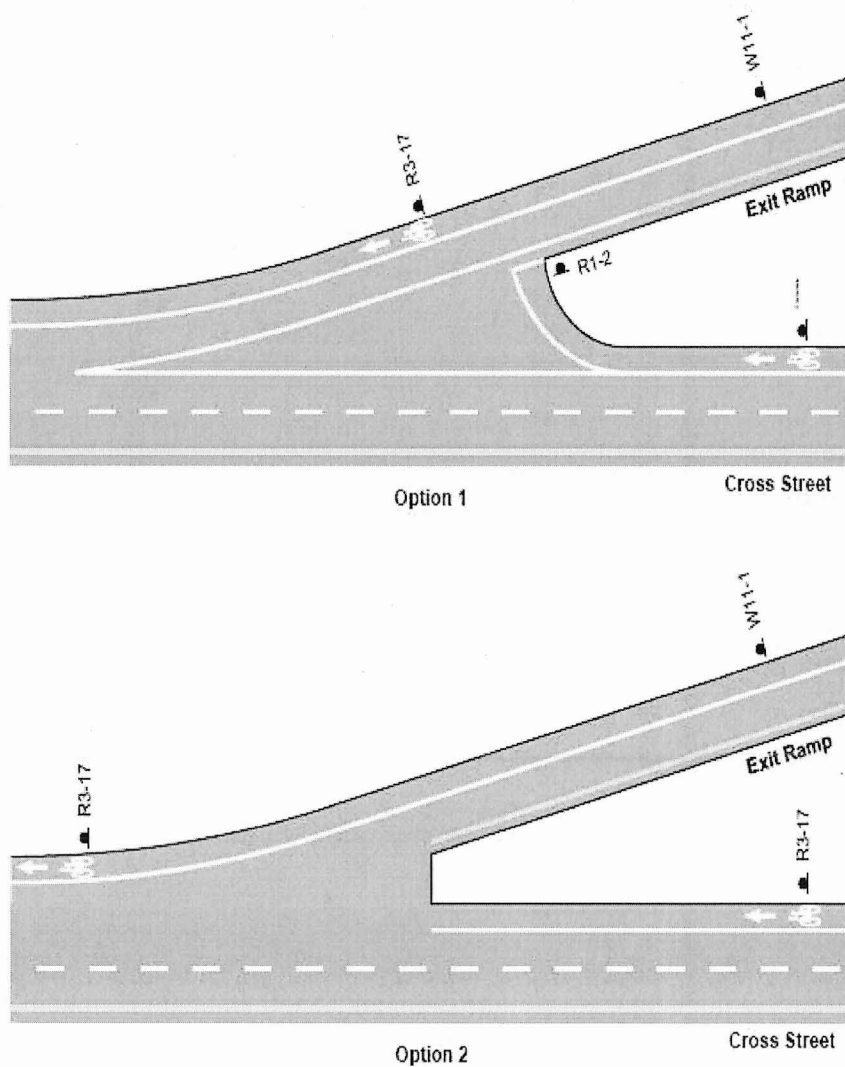 W11-1
R3-17
Exit Ramp
R1-2
Cross Street
Option 1
W11-1
Exit Ramp
R3-17
R3-17
Cross Street
Option 2